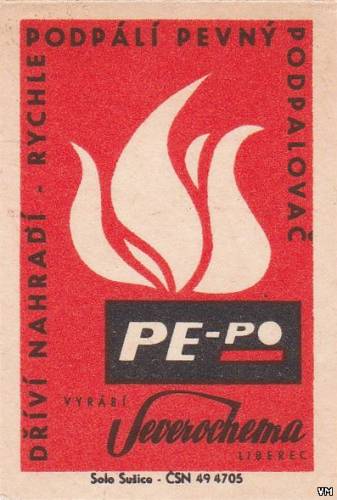 DŘÍVÍ NAHRADÍ - RYCHLE
PODPÁLÍ PEVNÝ
PODPALOVAČ
PE-PO
VYRÁBÍ
Severochema
LIBEREC
Solo Sušice - ČSN 49 4705
VM